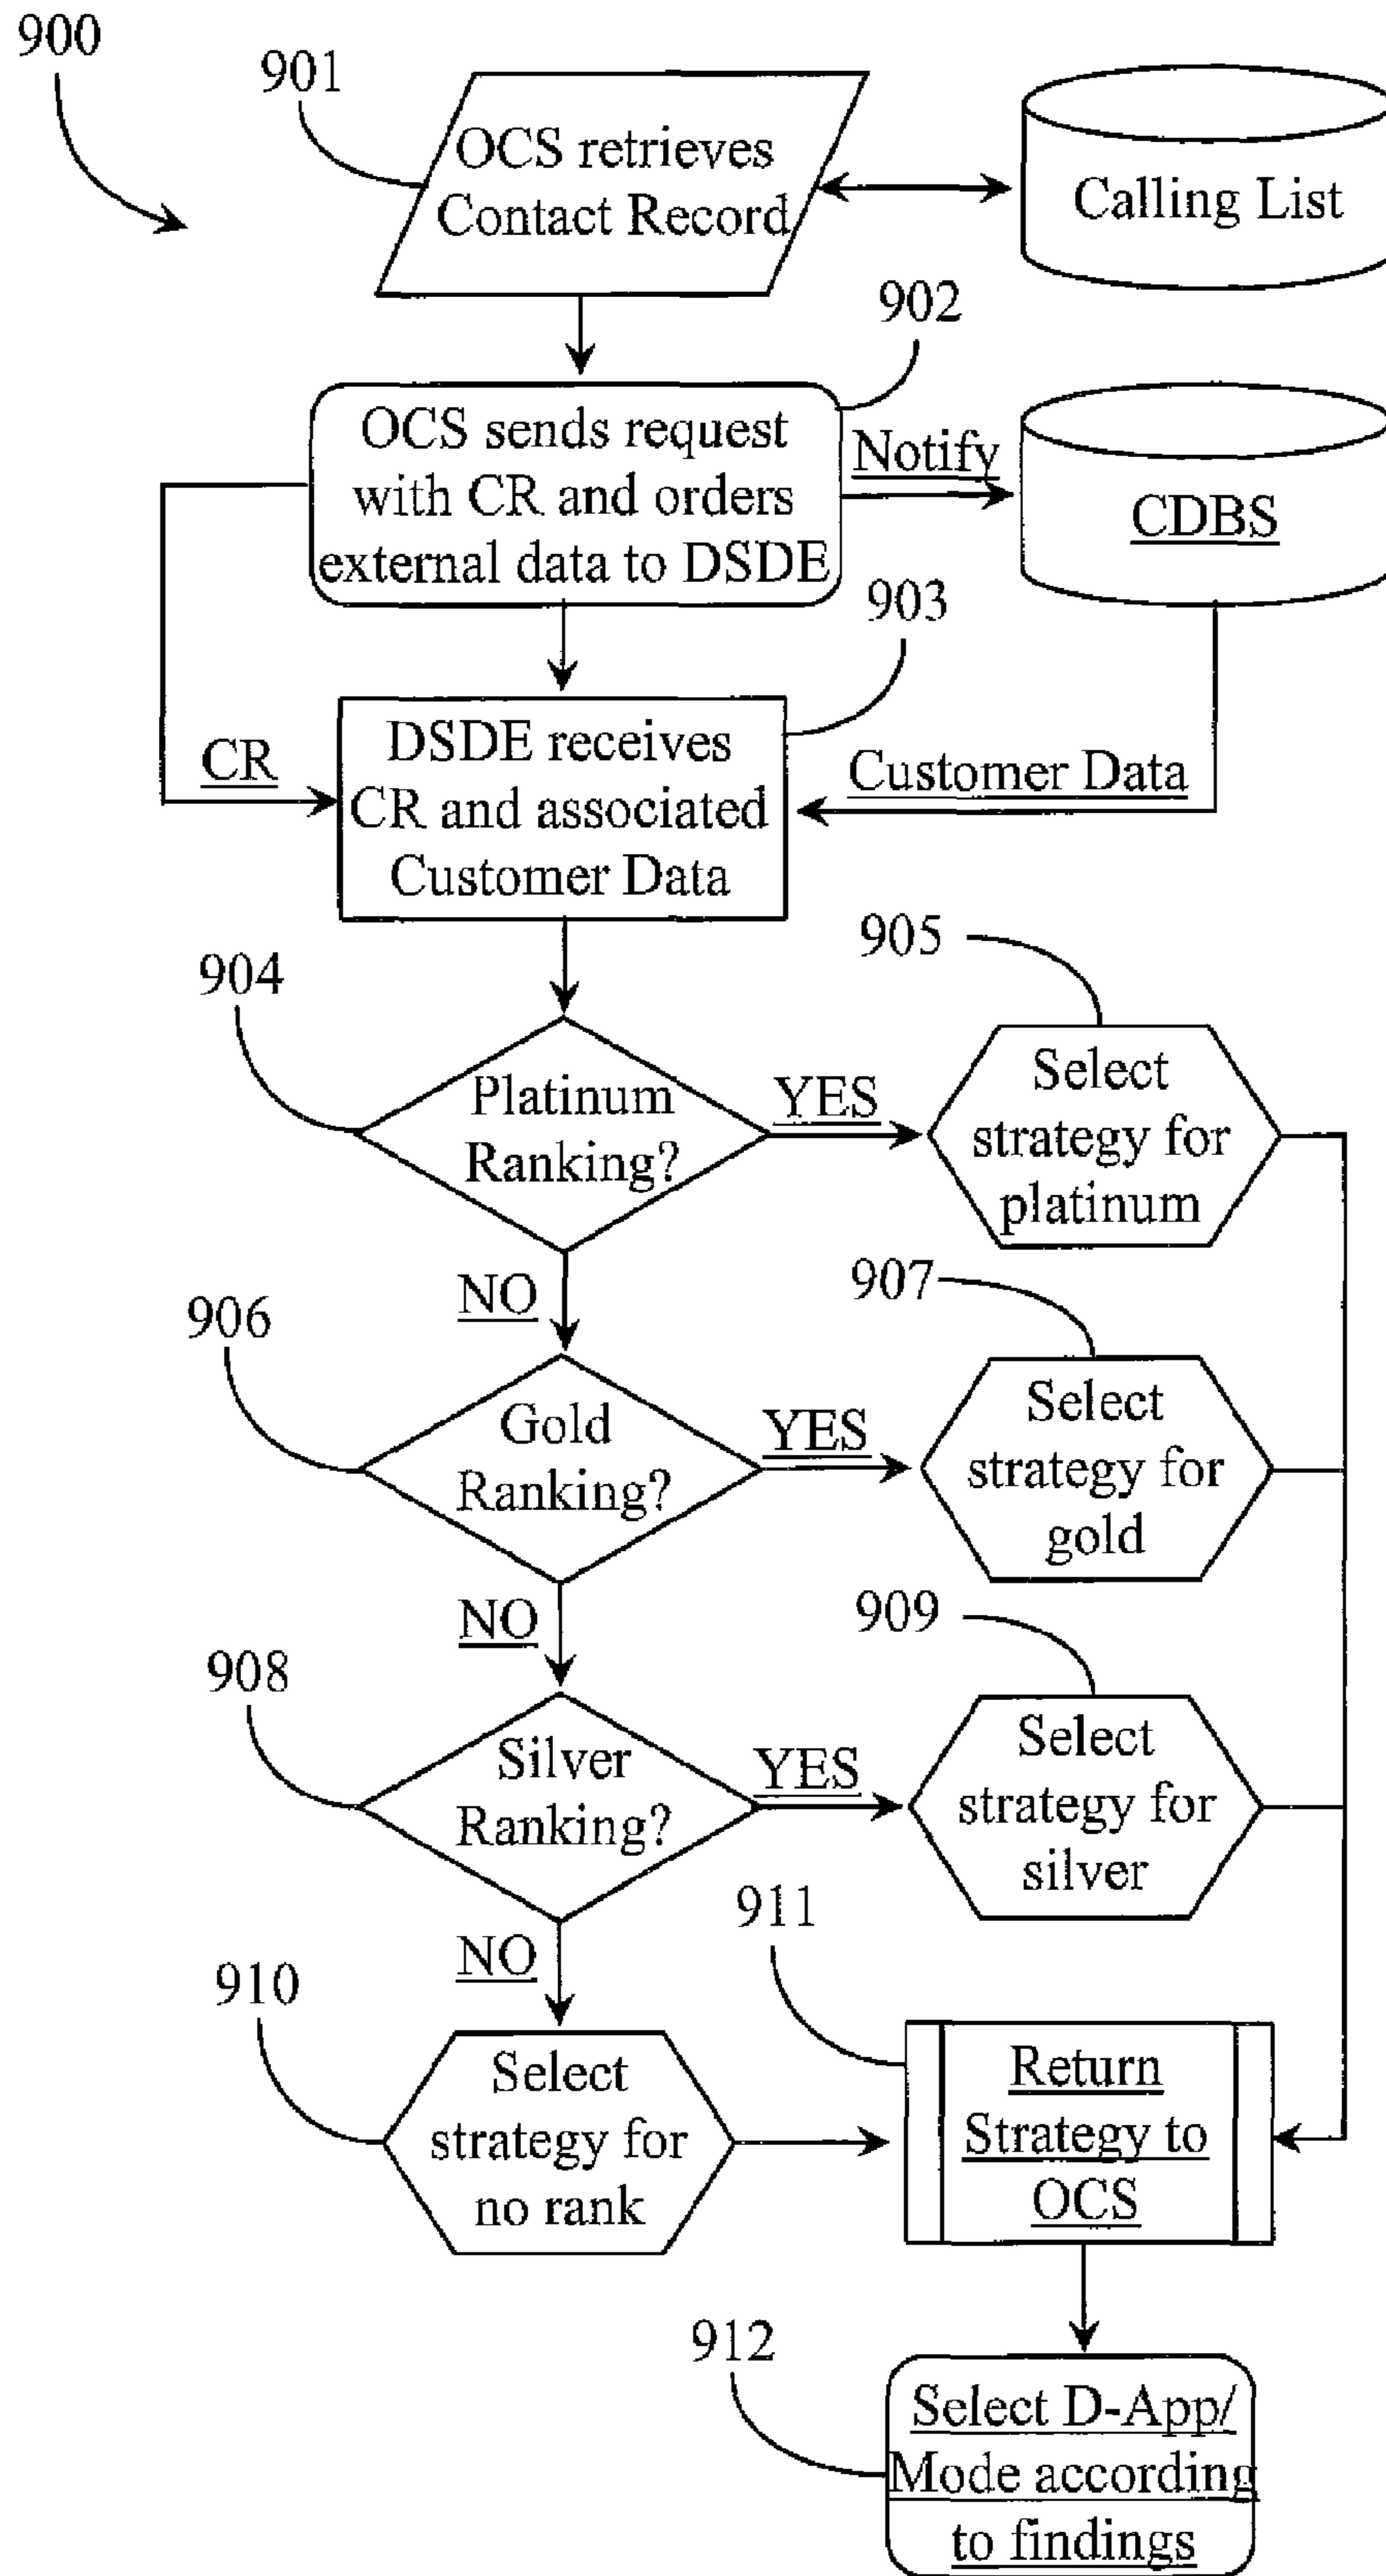 900
901
OCS retrieves
Contact Record
Calling List
902
OCS sends request
with CR and orders
external data to DSDE
Notify
CDBS
903
DSDE receives
CR and associated
Customer Data
CR
Customer Data
904
Platinum
Ranking?
YES
905
Select
strategy for
platinum
NO
906
Gold
Ranking?
YES
907
Select
strategy for
gold
NO
908
Silver
Ranking?
YES
909
Select
strategy for
silver
NO
910
Select
strategy for
no rank
911
Return
Strategy to
OCS
912
Select D-App/
Mode according
to findings